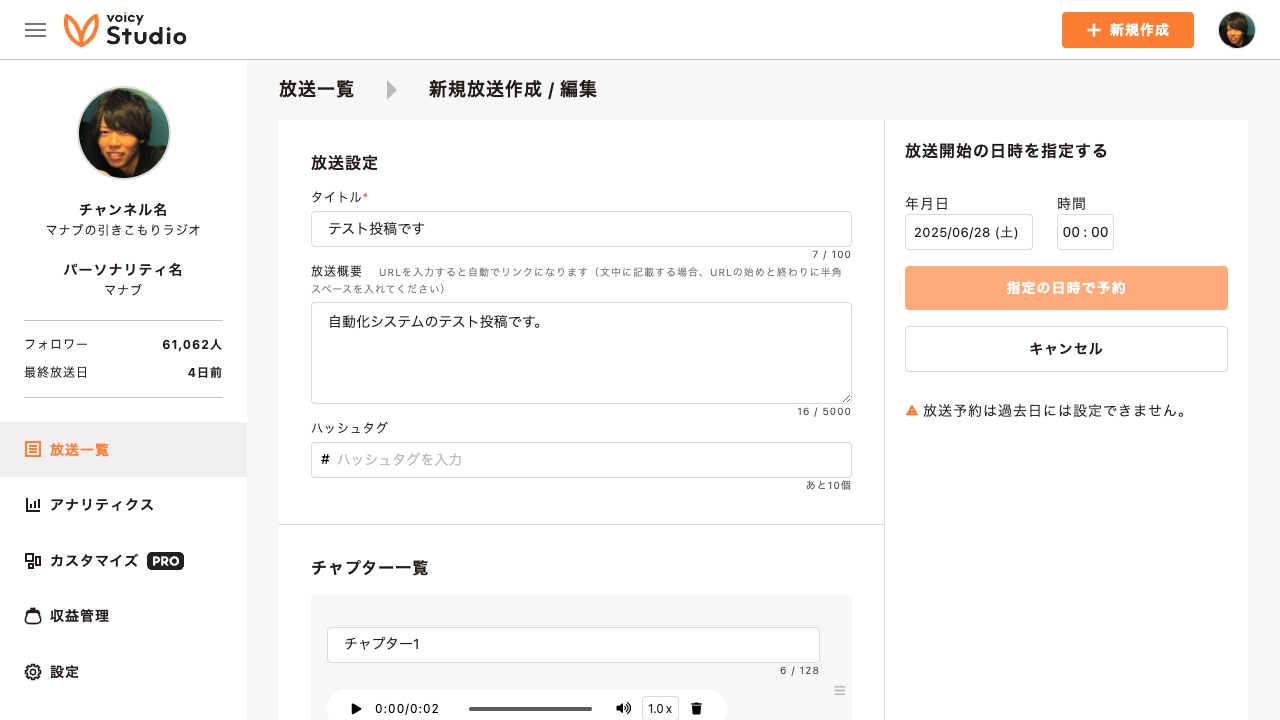 voicy
Studio
新規作成
チャンネル名
マナブの引きこもりラジオ
パーソナリティ名
マナブ
フォロワー 61,062人
最終放送日 4日前
放送一覧
アナリティクス
カスタマイズ PRO
収益管理
設定
放送一覧 新規放送作成 / 編集
放送設定
タイトル*
テスト投稿です
7 / 100
放送概要 URLを入力すると自動でリンクになります（文中に記載する場合、URLの始めと終わりに半角
スペースを入れてください）
自動化システムのテスト投稿です。
16 / 5000
ハッシュタグ
# ハッシュタグを入力
あと10個
チャプター一覧
チャプター1
6 / 128
0:00/0:02 1.0x
放送開始の日時を指定する
年月日 時間
2025/06/28 (土) 00 : 00
指定の日時で予約
キャンセル
放送予約は過去日には設定できません。